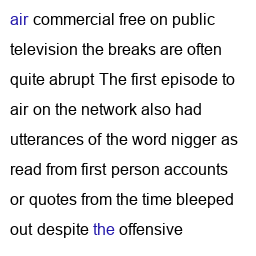 air commercial free on public
television the breaks are often
quite abrupt The first episode to
air on the network also had
utterances of the word nigger as
read from first person accounts
or quotes from the time bleeped
out despite the offensive